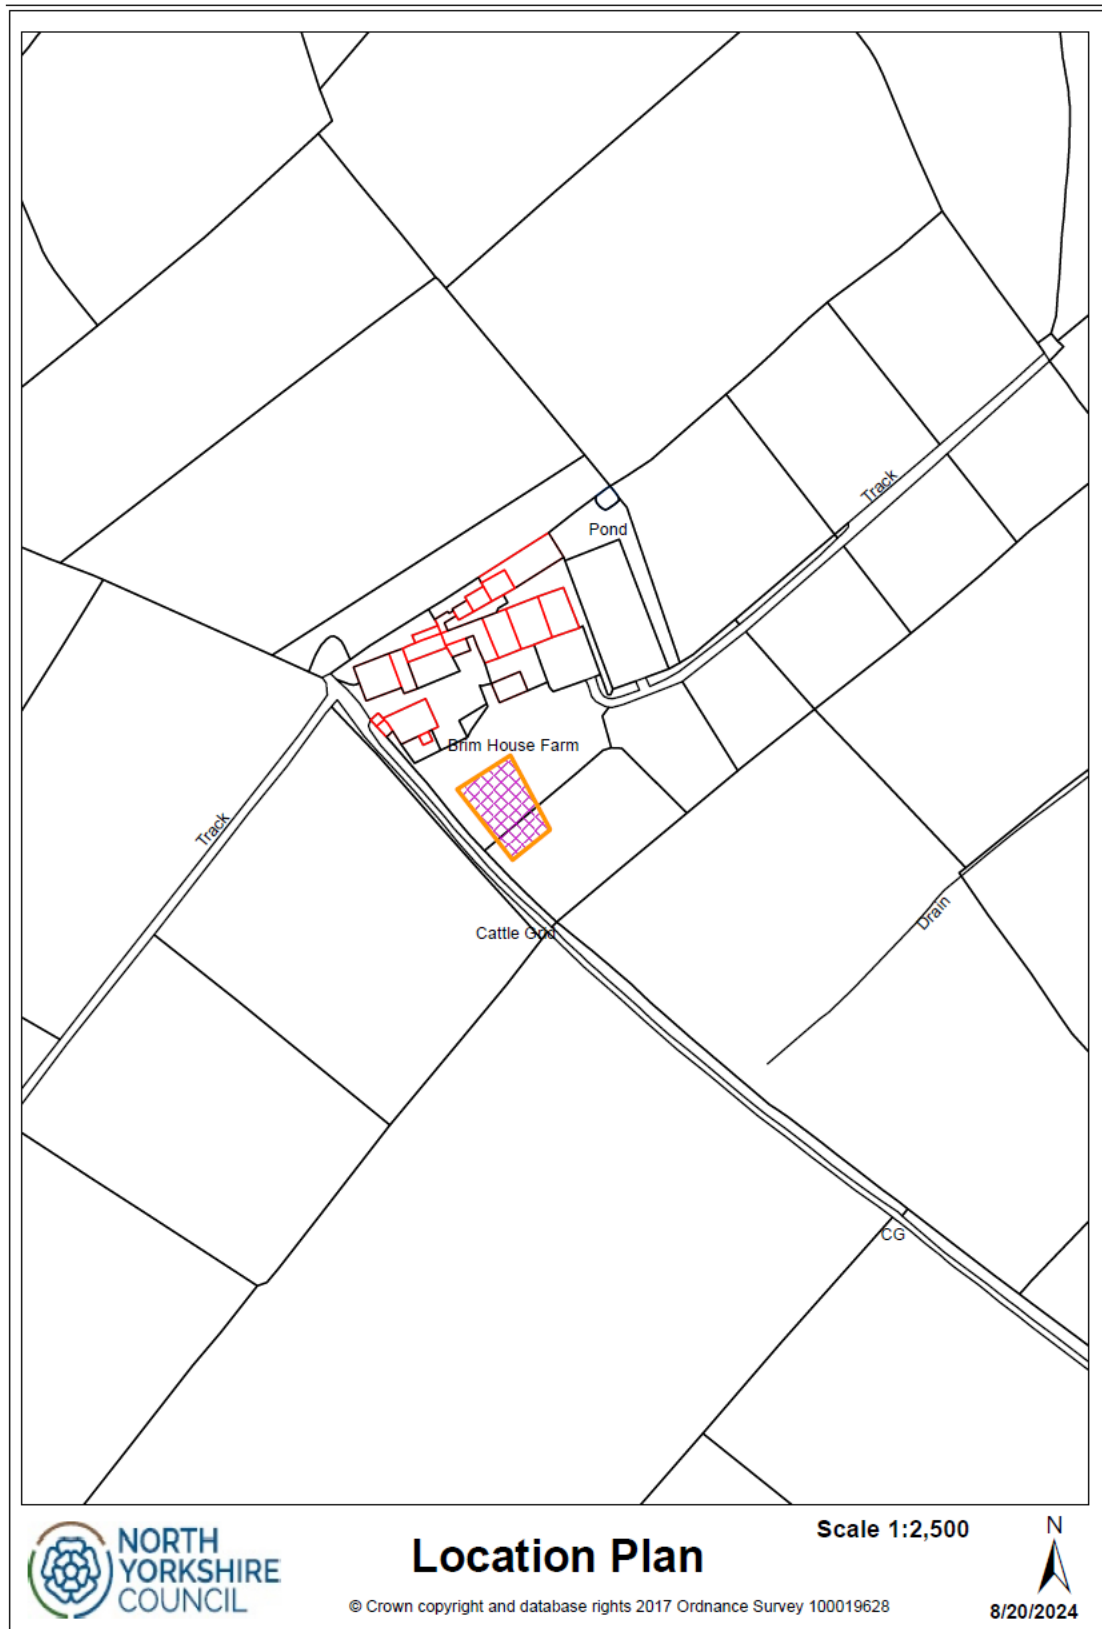 Track
Pond
Brim House Farm
Track
Drain
Cattle Grid
CG
NORTH
YORKSHIRE
COUNCIL
Location Plan
Scale 1:2,500
N
© Crown copyright and database rights 2017 Ordnance Survey 100019628
8/20/2024